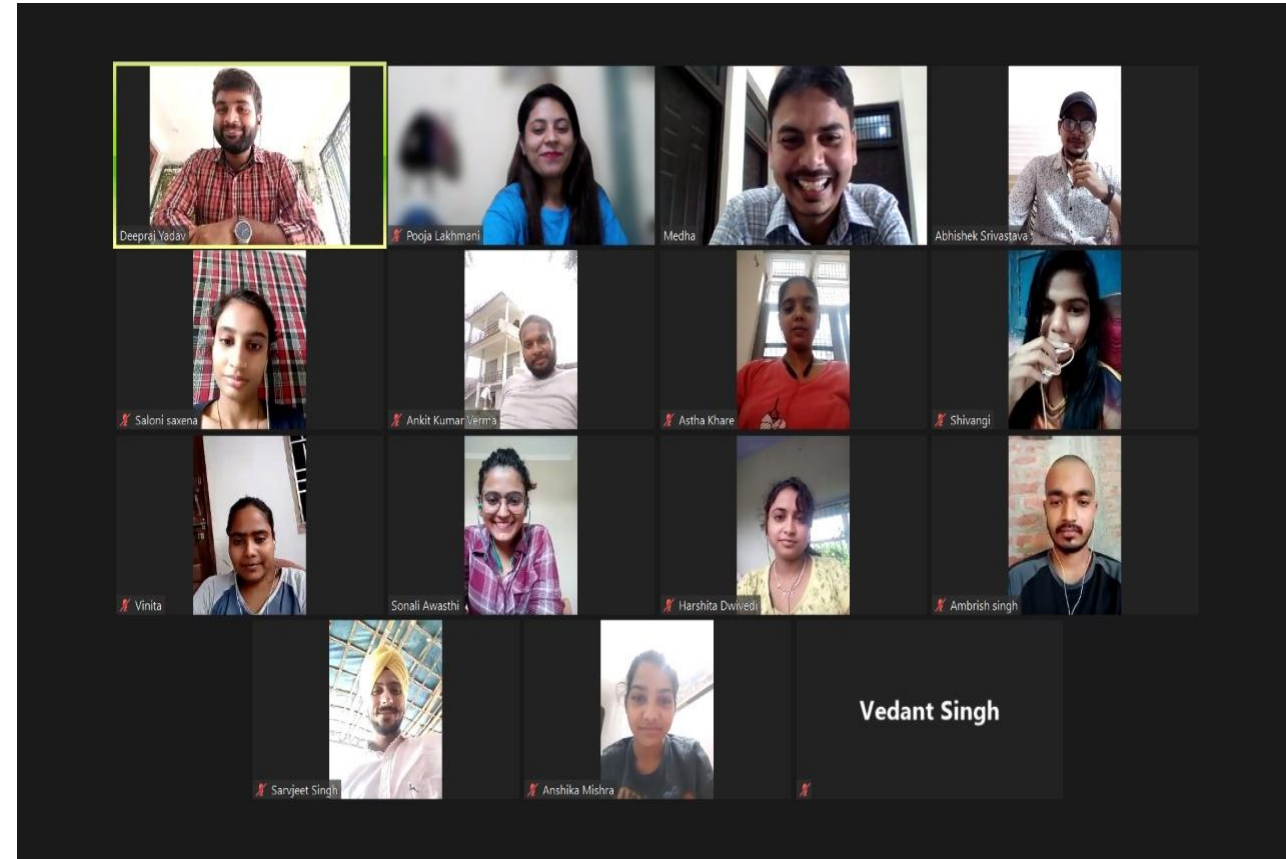 Deepraj Yadav
Pooja Lakhmani
Medha
Abhishek Srivastava
Saloni saxena
Ankit Kumar Verma
Astha Khare
Shivangi
Vinita
Sonali Awasthi
Harshita Dwivedi
Ambrish singh
Sarvjeet Singh
Anshika Mishra
Vedant Singh